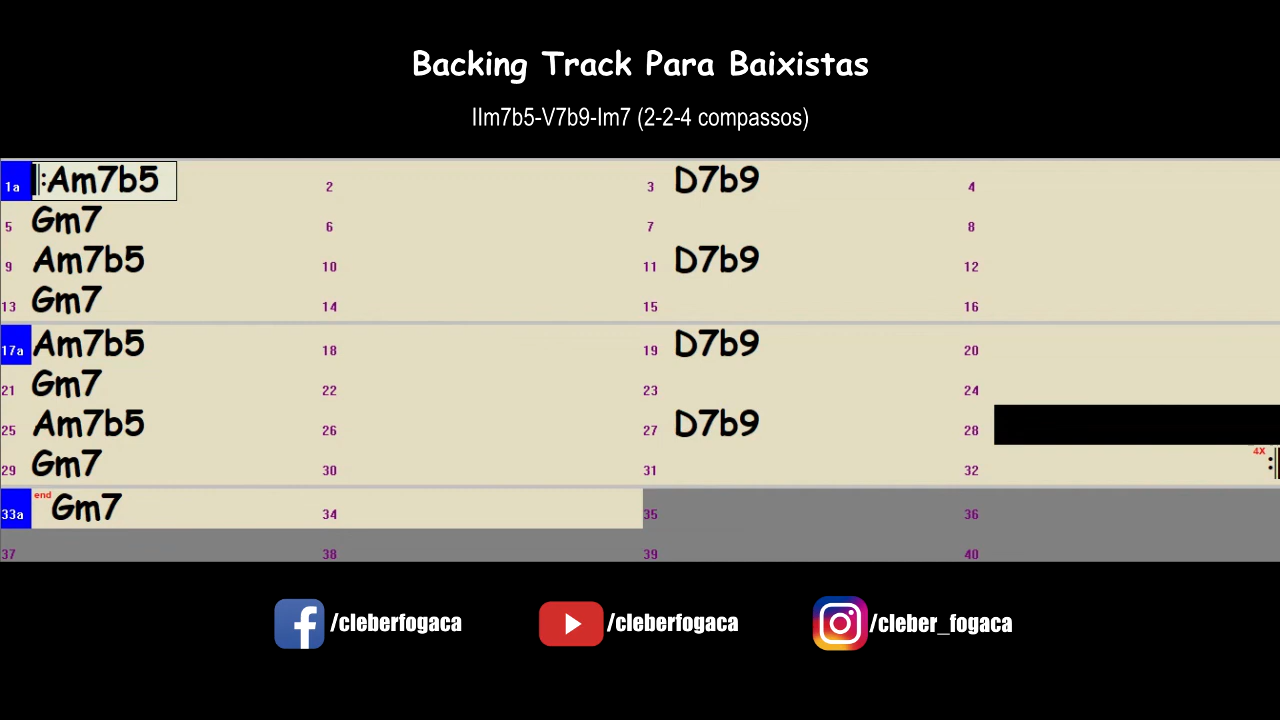 Backing Track Para Baixistas
IIm7b5-V7b9-Im7 (2-2-4 compassos)
1a Am7b5 2 3 D7b9 4
5 Gm7 6 7 8
9 Am7b5 10 11 D7b9 12
13 Gm7 14 15 16
17a Am7b5 18 19 D7b9 20
21 Gm7 22 23 24
25 Am7b5 26 27 D7b9 28
29 Gm7 30 31 32 4X
33a end Gm7 34 35 36
37 38 39 40
/cleberfogaca /cleberfogaca /cleber_fogaca